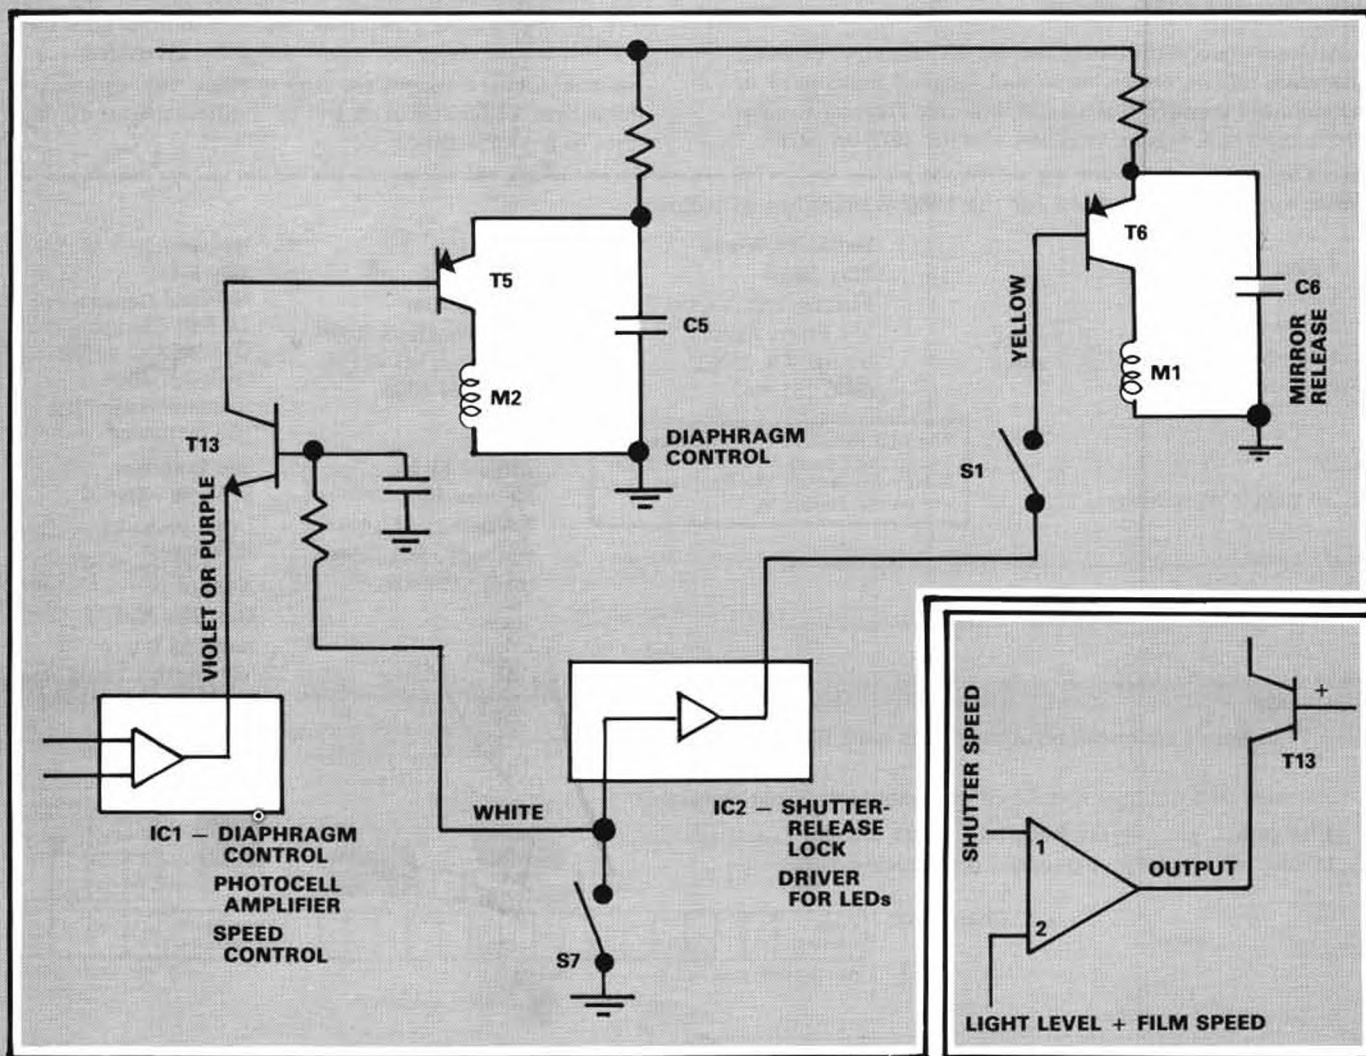 T5
C5
M2
DIAPHRAGM
CONTROL
T13
VIOLET OR PURPLE
T6
C6
YELLOW
M1
MIRROR
RELEASE
S1
IC1 — DIAPHRAGM
CONTROL
PHOTOCELL
AMPLIFIER
SPEED
CONTROL
WHITE
S7
IC2 — SHUTTER-
RELEASE
LOCK
DRIVER
FOR LEDs
+
T13
SHUTTER SPEED
1
OUTPUT
2
LIGHT LEVEL + FILM SPEED